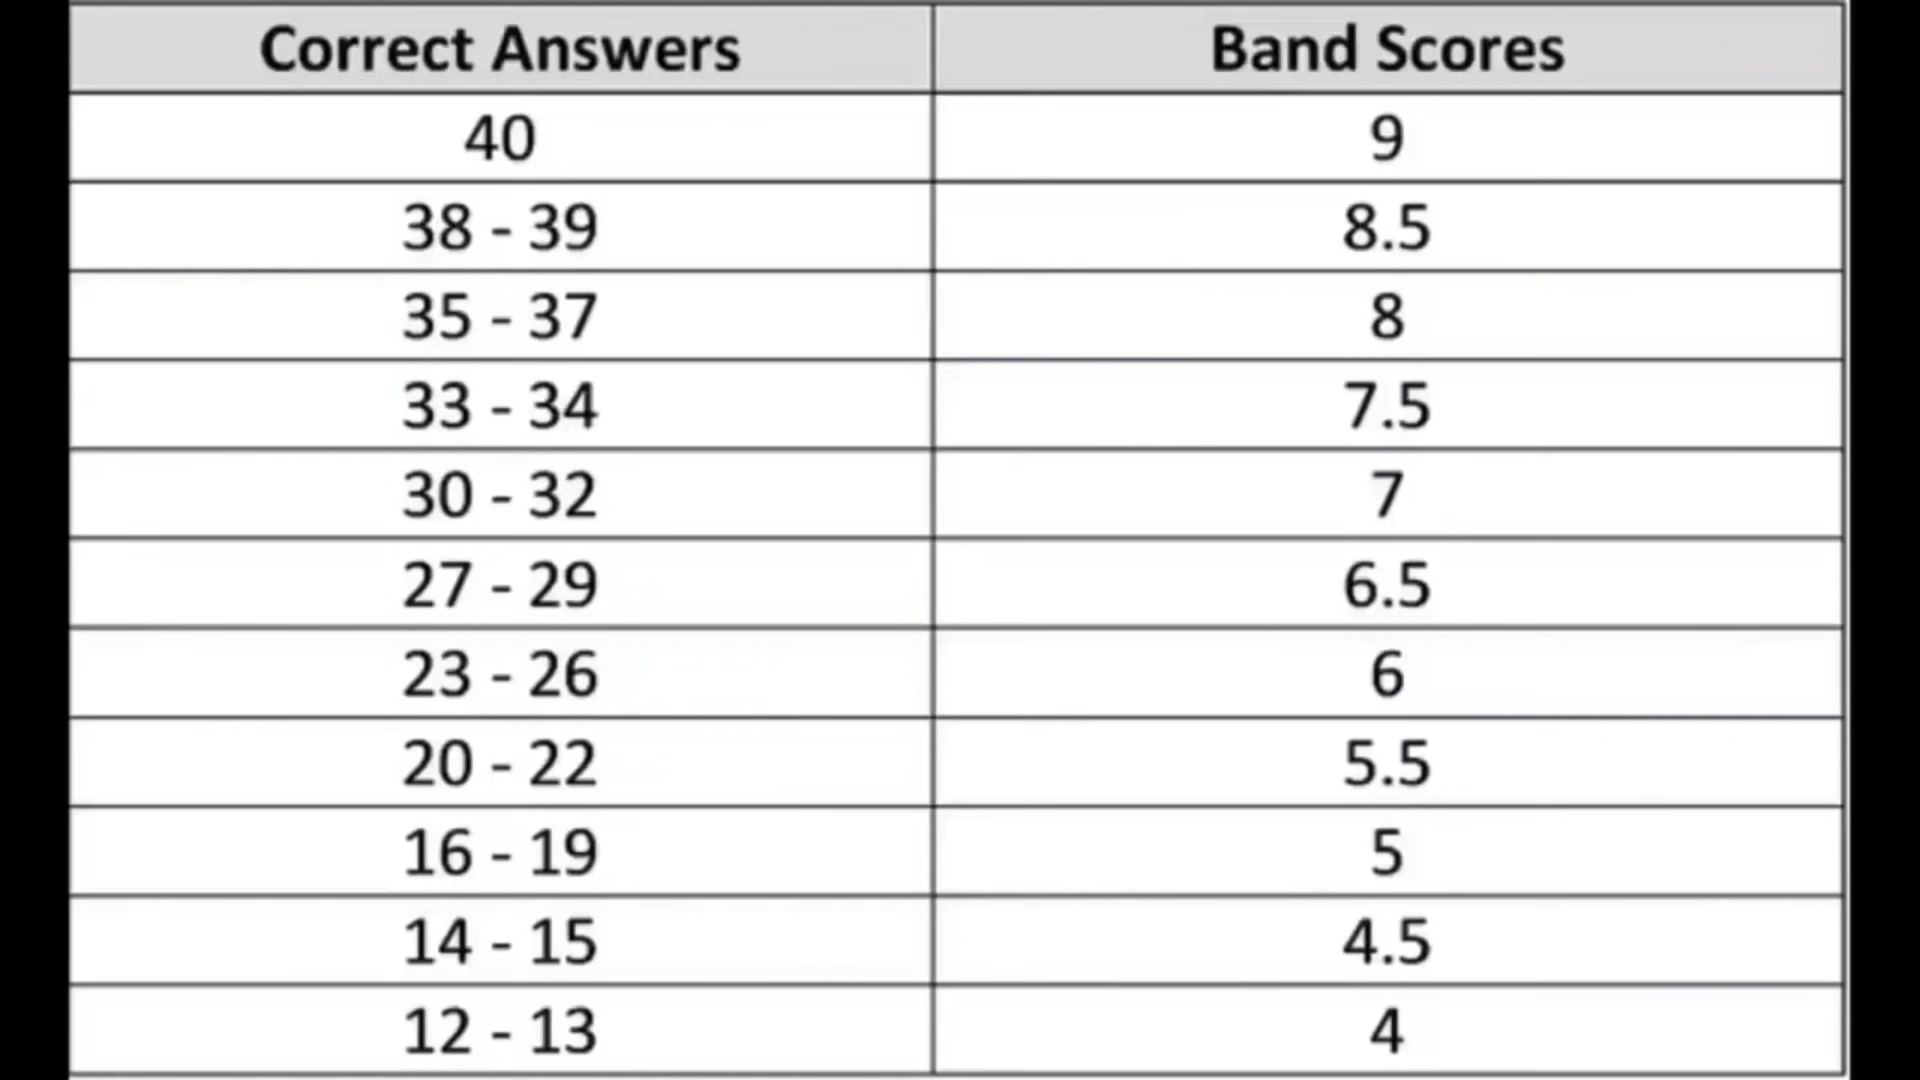 Correct Answers Band Scores
40 9
38 - 39 8.5
35 - 37 8
33 - 34 7.5
30 - 32 7
27 - 29 6.5
23 - 26 6
20 - 22 5.5
16 - 19 5
14 - 15 4.5
12 - 13 4